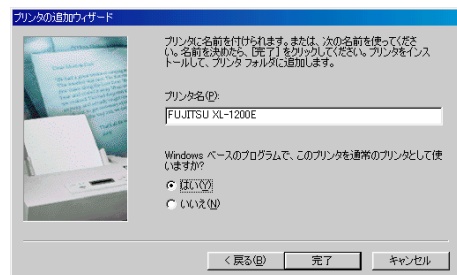 プリンタの追加ウィザード
プリンタに名前を付けられます。または、次の名前を使ってくださ
い。名前を決めたら、[完了] をクリックしてください。プリンタをインス
トールして、プリンタ フォルダに追加します。
プリンタ名(P):
FUJITSU XL-1200E
Windows ベースのプログラムで、このプリンタを通常のプリンタとして使
いますか?
はい(Y)
いいえ(N)
< 戻る(B)
完了
キャンセル